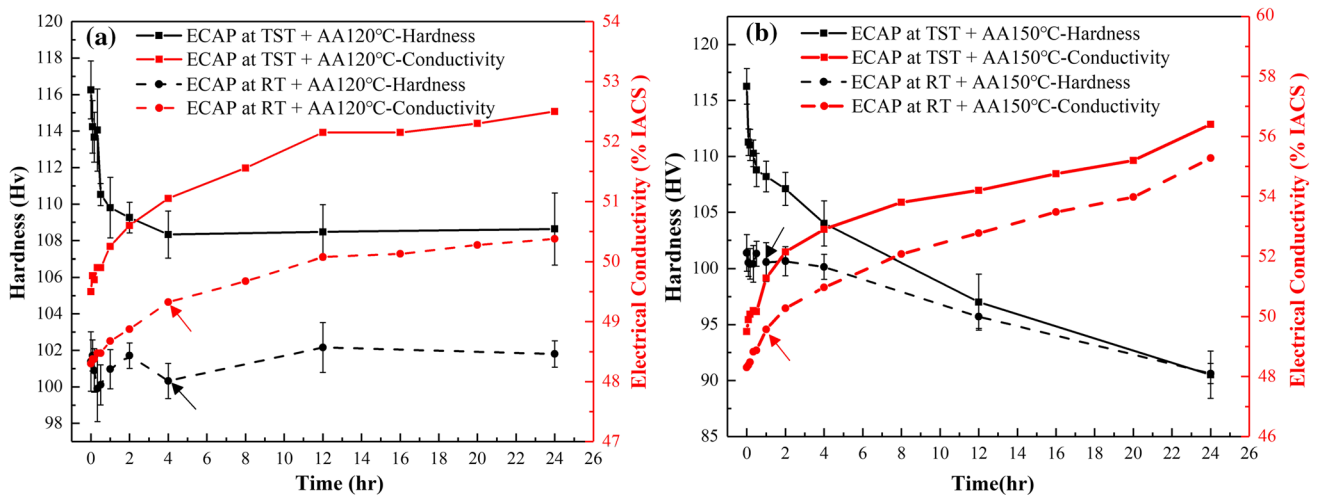 (a)
ECAP at TST + AA120℃-Hardness
ECAP at TST + AA120℃-Conductivity
ECAP at RT + AA120℃-Hardness
ECAP at RT + AA120℃-Conductivity
Hardness (Hv)
120
118
116
114
112
110
108
106
104
102
100
98
Electrical Conductivity (% IACS )
54
53
52
51
50
49
48
47
0 2 4 6 8 10 12 14 16 18 20 22 24 26
Time (hr)
(b)
ECAP at TST + AA150℃-Hardness
ECAP at TST + AA150℃-Conductivity
ECAP at RT + AA150℃-Hardness
ECAP at RT + AA150℃-Conductivity
Hardness (HV)
120
115
110
105
100
95
90
85
Electrical Conductivity (% IACS )
60
58
56
54
52
50
48
46
0 2 4 6 8 10 12 14 16 18 20 22 24 26
Time(hr)